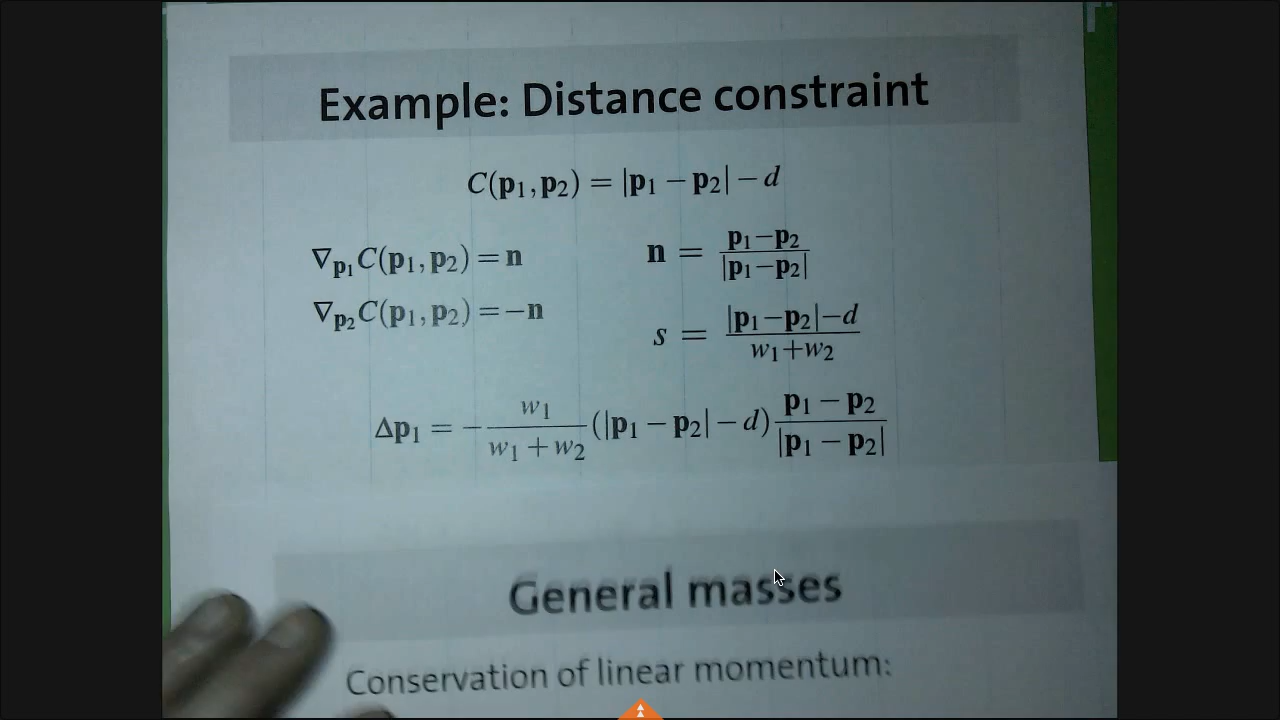 Example: Distance constraint
C(p₁,p₂) = |p₁ − p₂| − d
∇p₁C(p₁,p₂) = n    n = (p₁−p₂)/|p₁−p₂|
∇p₂C(p₁,p₂) = −n    s = (|p₁−p₂|−d)/(w₁+w₂)
Δp₁ = − w₁/(w₁ + w₂) (|p₁ − p₂| − d) (p₁ − p₂)/|p₁ − p₂|
General masses
Conservation of linear momentum: